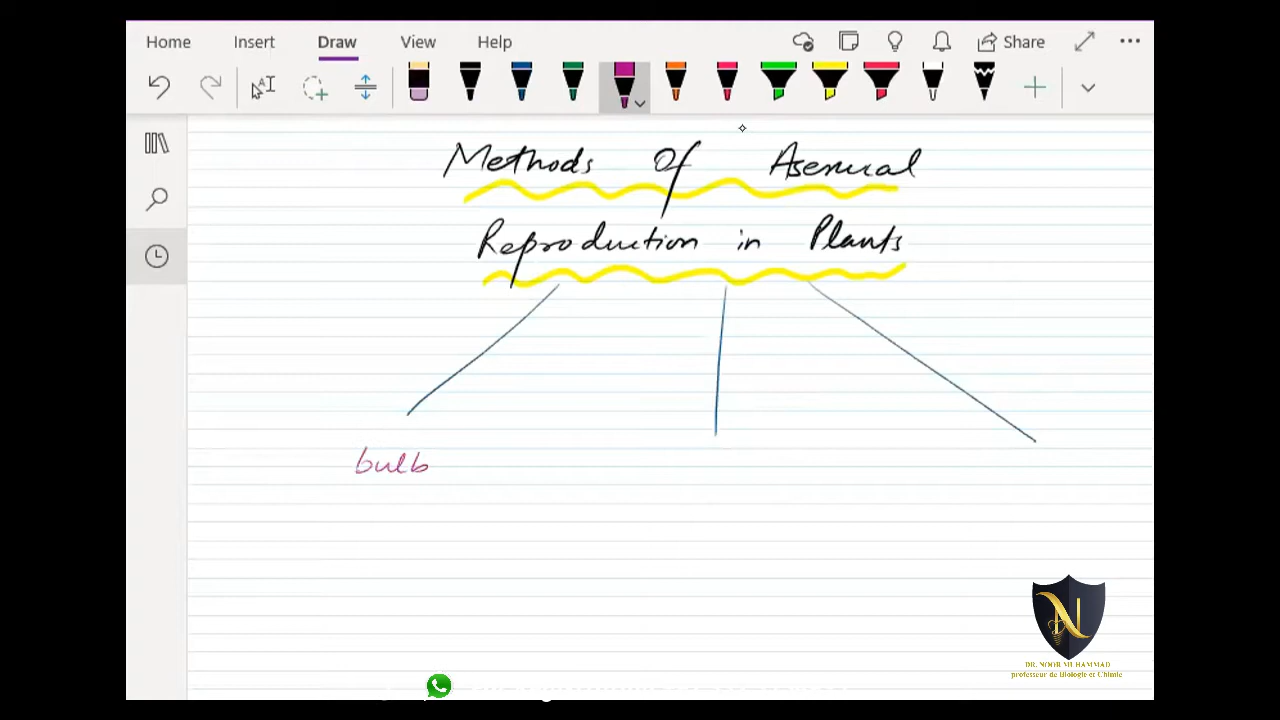 Home Insert Draw View Help Share
Methods Of Asexual
Reproduction in Plants
bulb
N
DR. NOOR MUHAMMAD
professeur de Biologie et Chimie